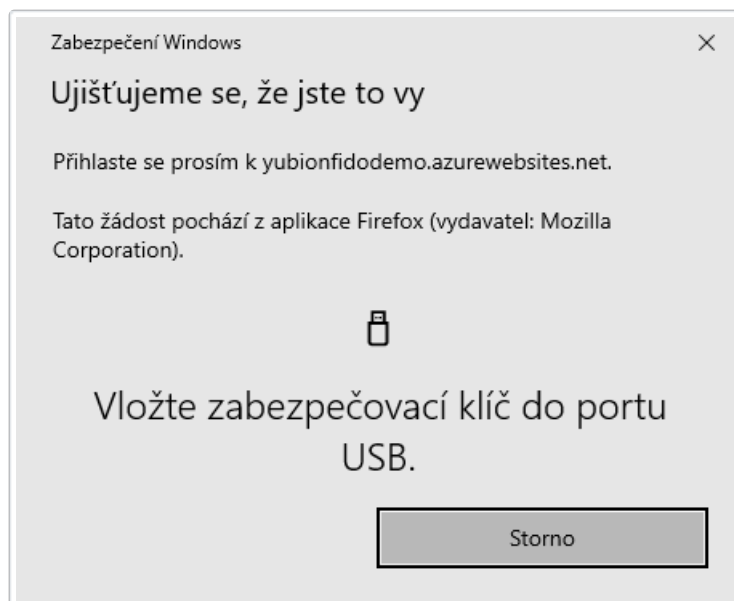 Zabezpečení Windows
Ujišťujeme se, že jste to vy
Přihlaste se prosím k yubionfidodemo.azurewebsites.net.
Tato žádost pochází z aplikace Firefox (vydavatel: Mozilla
Corporation).
Vložte zabezpečovací klíč do portu
USB.
Storno